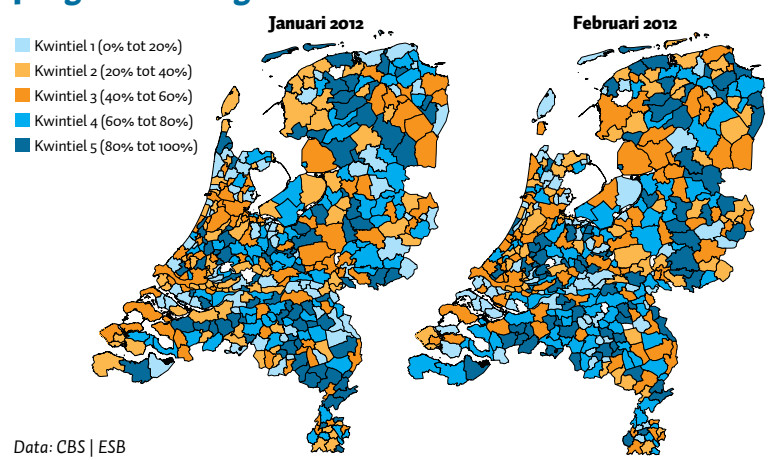 Januari 2012
Februari 2012
Kwintiel 1 (0% tot 20%)
Kwintiel 2 (20% tot 40%)
Kwintiel 3 (40% tot 60%)
Kwintiel 4 (60% tot 80%)
Kwintiel 5 (80% tot 100%)
Data: CBS | ESB